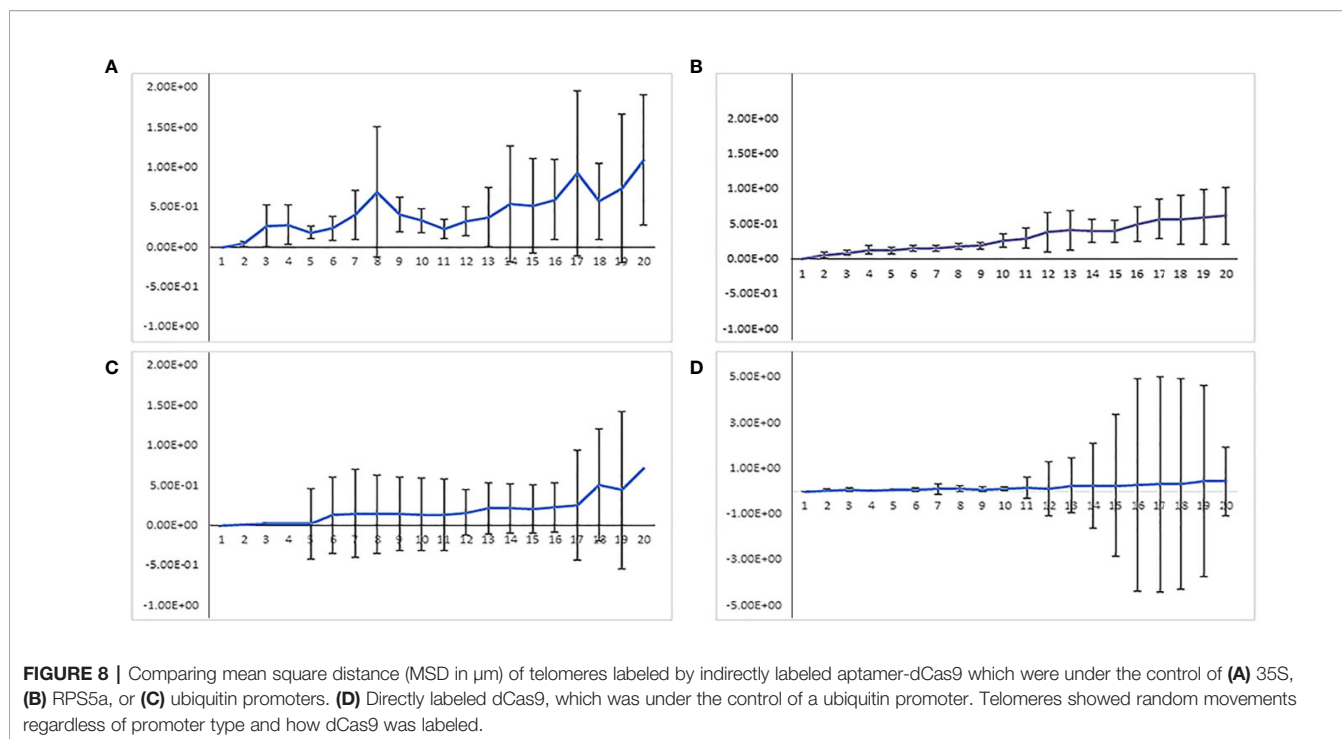 A
2.00E+00
1.50E+00
1.00E+00
5.00E-01
0.00E+00
1 2 3 4 5 6 7 8 9 10 11 12 13 14 15 16 17 18 19 20
-5.00E-01
-1.00E+00
B
2.00E+00
1.50E+00
1.00E+00
5.00E-01
0.00E+00
1 2 3 4 5 6 7 8 9 10 11 12 13 14 15 16 17 18 19 20
-5.00E-01
-1.00E+00
C
2.00E+00
1.50E+00
1.00E+00
5.00E-01
0.00E+00
1 2 3 4 5 6 7 8 9 10 11 12 13 14 15 16 17 18 19 20
-5.00E-01
-1.00E+00
D
5.00E+00
3.00E+00
1.00E+00
1 2 3 4 5 6 7 8 9 10 11 12 13 14 15 16 17 18 19 20
-1.00E+00
-3.00E+00
-5.00E+00
FIGURE 8 | Comparing mean square distance (MSD in μm) of telomeres labeled by indirectly labeled aptamer-dCas9 which were under the control of (A) 35S,
(B) RPS5a, or (C) ubiquitin promoters. (D) Directly labeled dCas9, which was under the control of a ubiquitin promoter. Telomeres showed random movements
regardless of promoter type and how dCas9 was labeled.